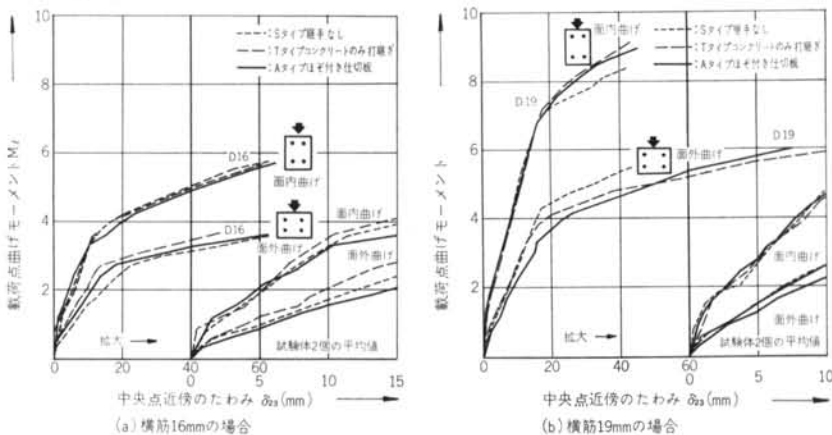 (a)
10
8
6
4
2
0
載荷点曲げモーメントMℓ
----:Sタイプ継手なし
— —:Tタイプコンクリートのみ打継ぎ
——:Aタイプほぞ付き仕切板
D16
面内曲げ
D16
面外曲げ
面内曲げ
面外曲げ
拡大 →
試験体2個の平均値
20 40 0 5 60 10 15
中央点近傍のたわみ δ₂₃(mm)
(a) 横筋16mmの場合
(b)
10
8
6
4
2
0
載荷点曲げモーメント
面内曲げ
----:Sタイプ継手なし
— —:Tタイプコンクリートのみ打継ぎ
——:Aタイプほぞ付き仕切板
D19
面外曲げ
D19
面内曲げ
面外曲げ
拡大 →
試験体2個の平均値
20 40 60 0 5 10
中央点近傍のたわみ δ₂₃(mm)
(b) 横筋19mmの場合